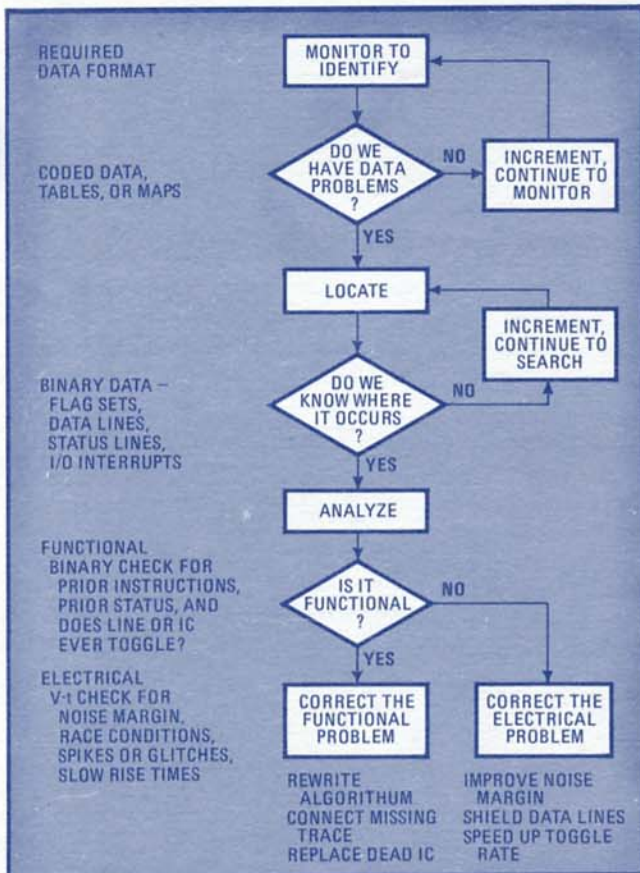 REQUIRED
DATA FORMAT
MONITOR TO
IDENTIFY
CODED DATA,
TABLES, OR MAPS
DO WE
HAVE DATA
PROBLEMS
?
NO
INCREMENT,
CONTINUE TO
MONITOR
YES
LOCATE
INCREMENT,
CONTINUE TO
SEARCH
BINARY DATA –
FLAG SETS,
DATA LINES,
STATUS LINES,
I/O INTERRUPTS
DO WE
KNOW WHERE
IT OCCURS
?
NO
YES
ANALYZE
FUNCTIONAL
BINARY CHECK FOR
PRIOR INSTRUCTIONS,
PRIOR STATUS, AND
DOES LINE OR IC
EVER TOGGLE?
IS IT
FUNCTIONAL
?
NO
YES
ELECTRICAL
V-t CHECK FOR
NOISE MARGIN,
RACE CONDITIONS,
SPIKES OR GLITCHES,
SLOW RISE TIMES
CORRECT THE
FUNCTIONAL
PROBLEM
CORRECT THE
ELECTRICAL
PROBLEM
REWRITE
ALGORITHUM
CONNECT MISSING
TRACE
REPLACE DEAD IC
IMPROVE NOISE
MARGIN
SHIELD DATA LINES
SPEED UP TOGGLE
RATE